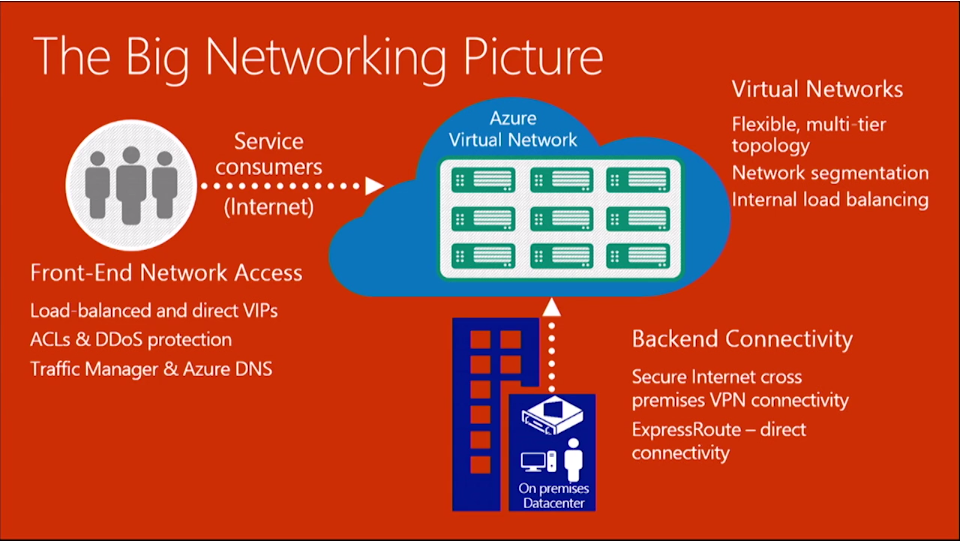 The Big Networking Picture
Service
consumers
(Internet)
Front-End Network Access
Load-balanced and direct VIPs
ACLs & DDoS protection
Traffic Manager & Azure DNS
Azure
Virtual Network
Virtual Networks
Flexible, multi-tier
topology
Network segmentation
Internal load balancing
On premises
Datacenter
Backend Connectivity
Secure Internet cross
premises VPN connectivity
ExpressRoute – direct
connectivity